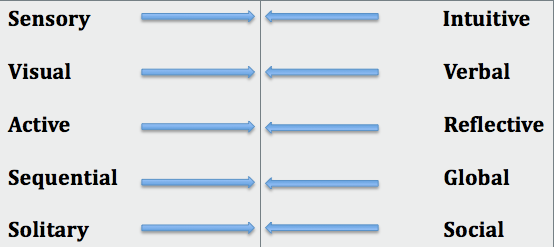 Sensory Intuitive
Visual Verbal
Active Reflective
Sequential Global
Solitary Social